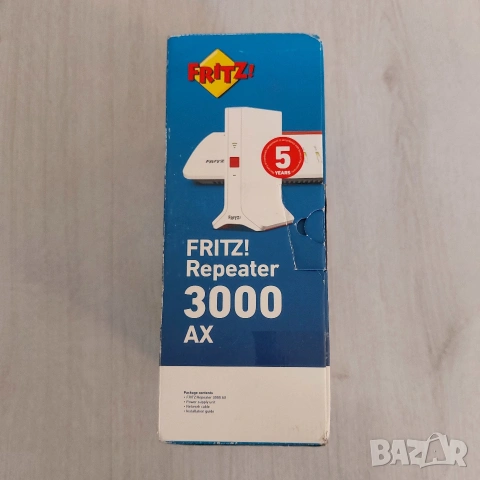 FRITZ!
5
YEARS
FRITZ!
FRITZ!
FRITZ!
Repeater
3000
AX
Package contents
• FRITZ!Repeater 3000 AX
• Power supply unit
• Network cable
• Installation guide
BAZAR